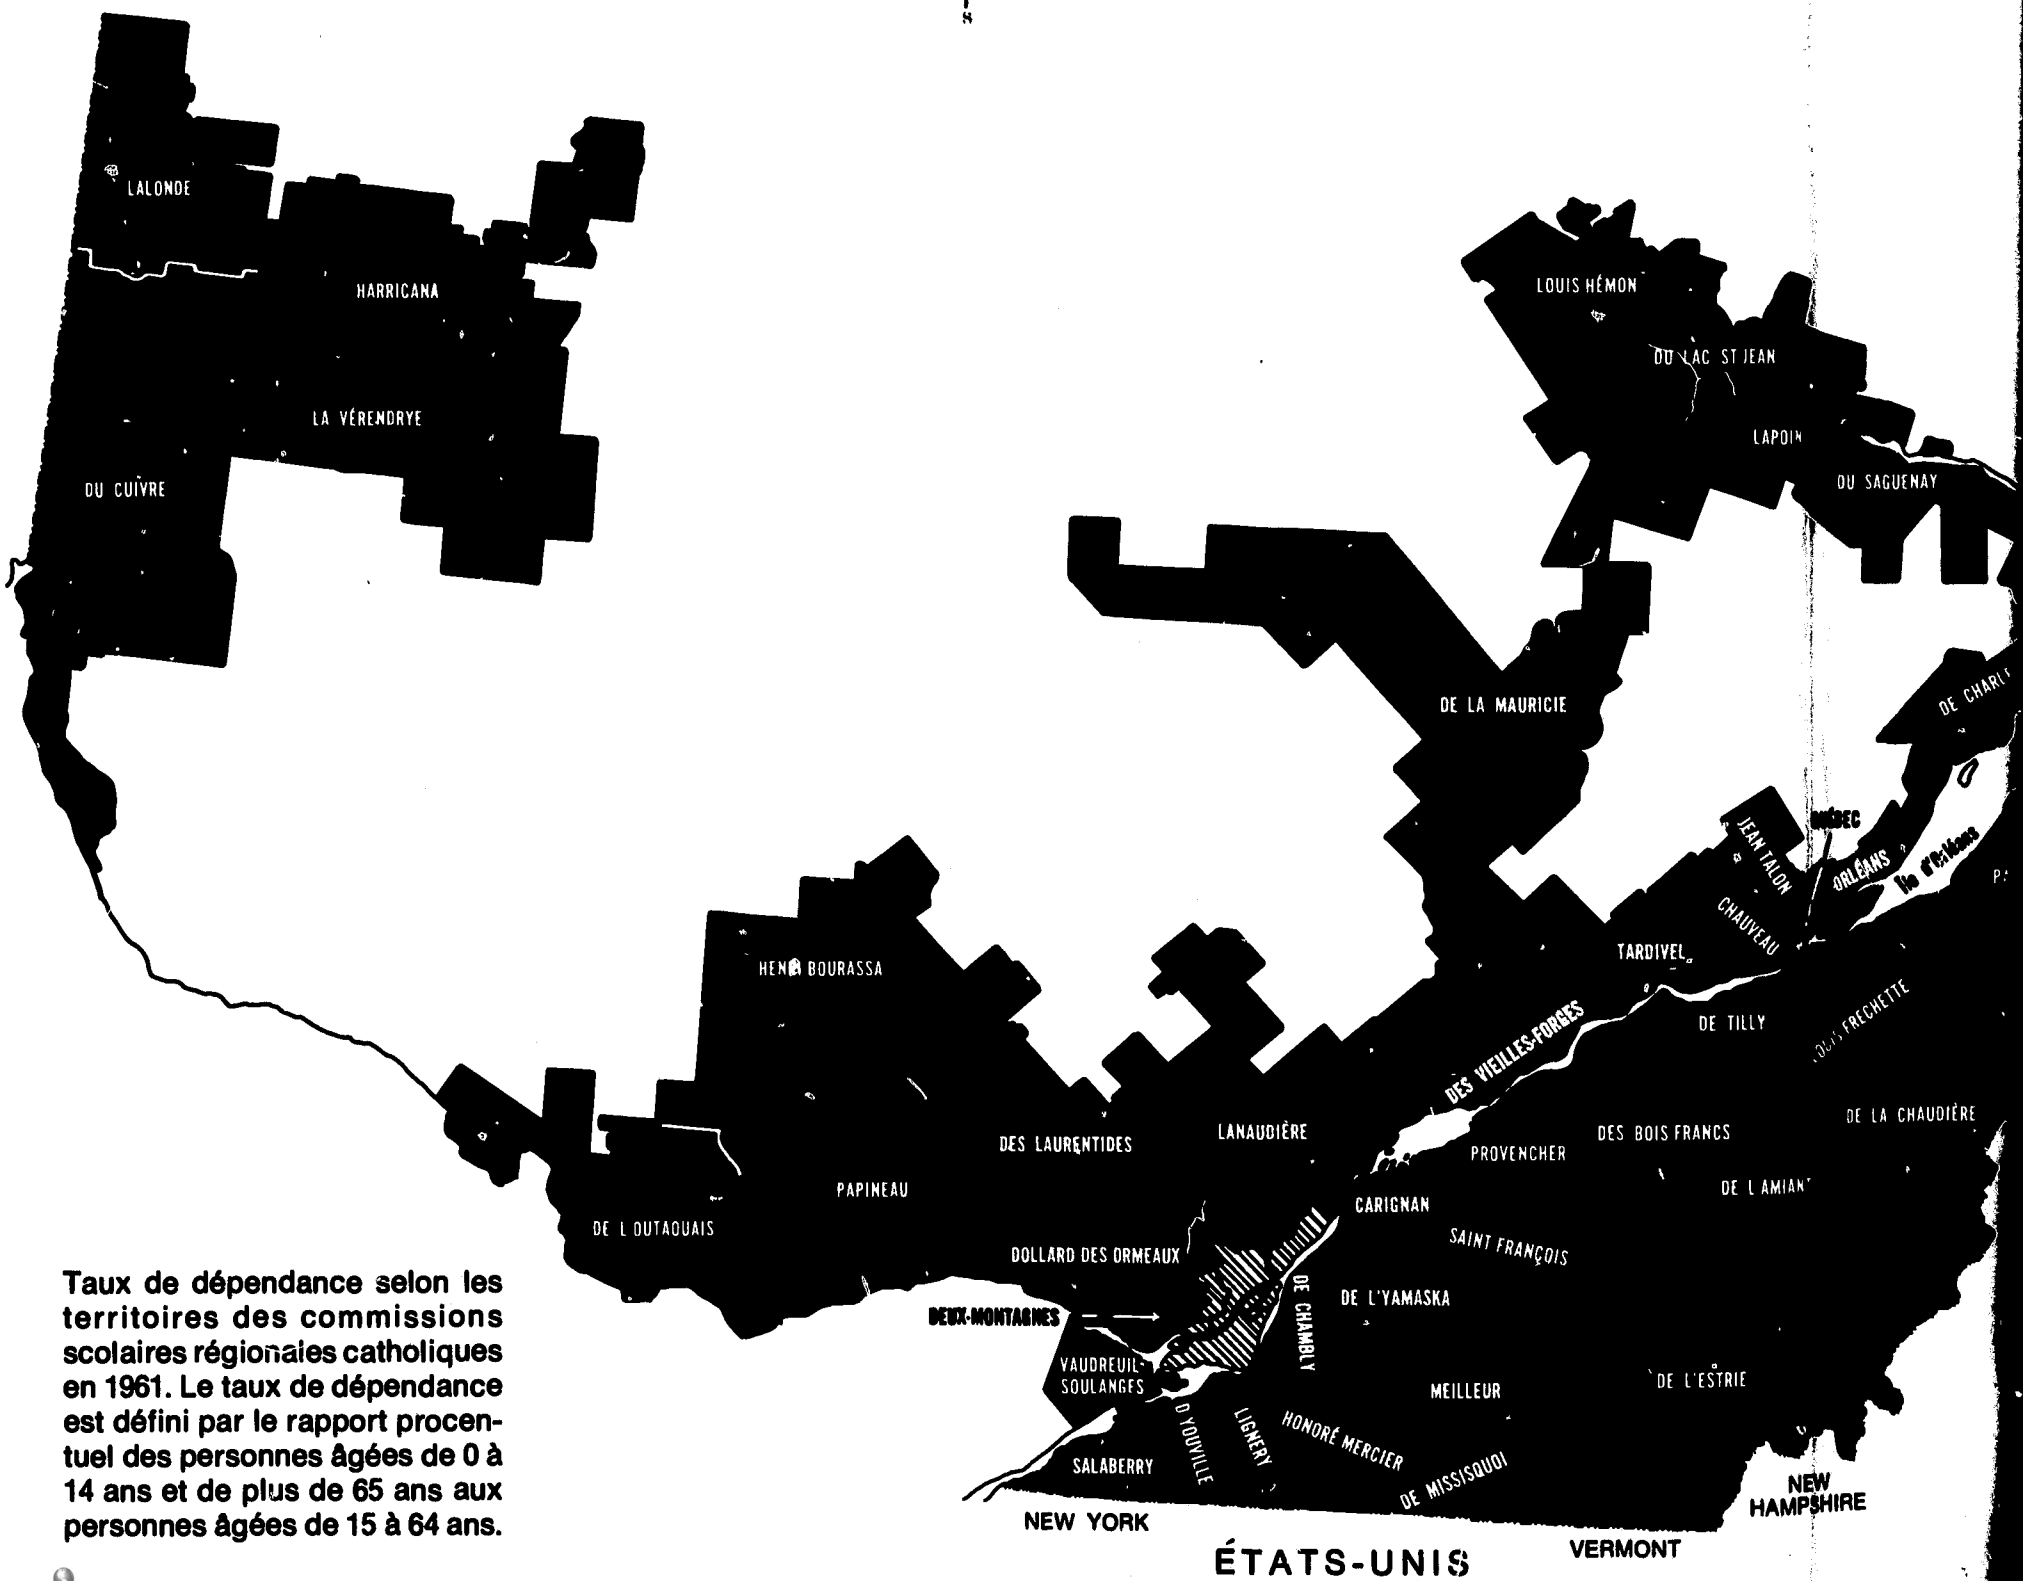 LALONDE
HARRICANA
LA VÉRENDRYE
DU CUIVRE
LOUIS HÉMON
DU LAC ST JEAN
DU SAGUENAY
DE LA MAURICIE
JEAN TALON
ORLÉANS
Île d'Orléans
CHAUVEAU
TARDIVEL
HENRI BOURASSA
DES VIEILLES-FORGES
DE TILLY
DES LAURENTIDES
LANAUDIÈRE
PROVENCHER
DES BOIS FRANCS
DE LA CHAUDIÈRE
PAPINEAU
CARIGNAN
DE L OUTAOUAIS
SAINT FRANÇOIS
DOLLARD DES ORMEAUX
DE CHAMBLY
DE L'YAMASKA
DEUX-MONTAGNES
VAUDREUIL-
SOULANGES
MEILLEUR
DE L'ESTRIE
D YOUVILLE
LIGNERY
HONORÉ MERCIER
SALABERRY
DE MISSISQUOI
Taux de dépendance selon les
territoires des commissions
scolaires régionales catholiques
en 1961. Le taux de dépendance
est défini par le rapport procen-
tuel des personnes âgées de 0 à
14 ans et de plus de 65 ans aux
personnes âgées de 15 à 64 ans.
NEW
HAMPSHIRE
NEW YORK
VERMONT
ÉTATS-UNIS